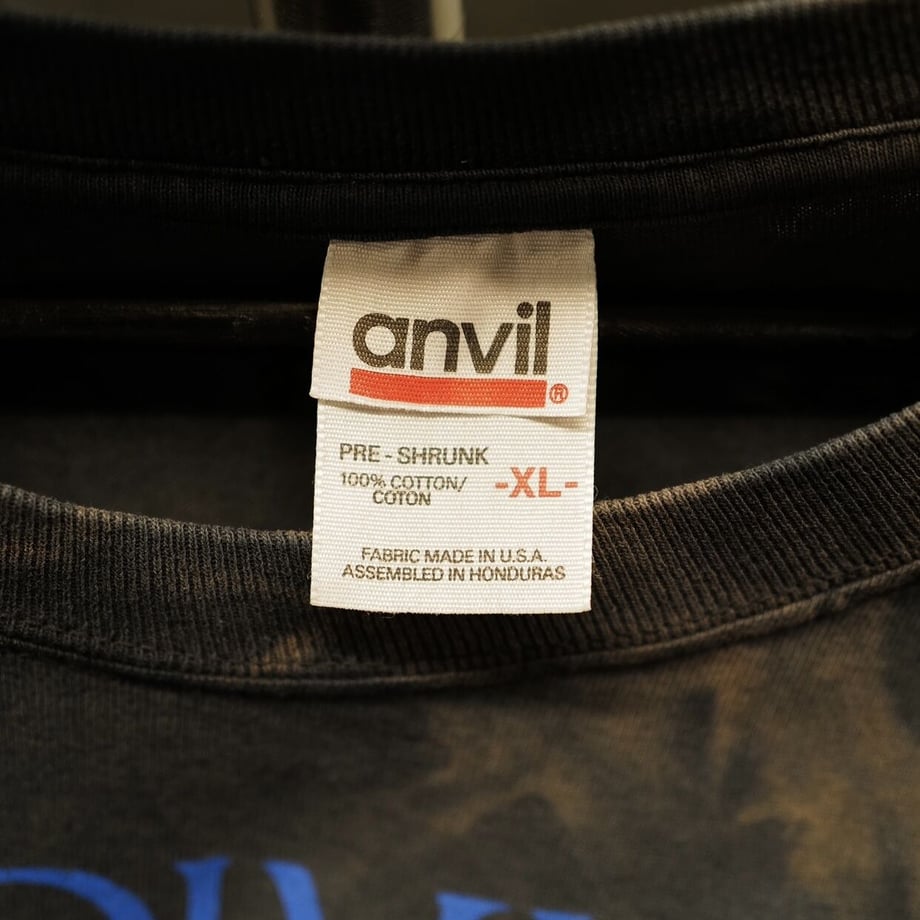 anvil
®
PRE-SHRUNK
100% COTTON/
COTON
-XL-
FABRIC MADE IN U.S.A.
ASSEMBLED IN HONDURAS